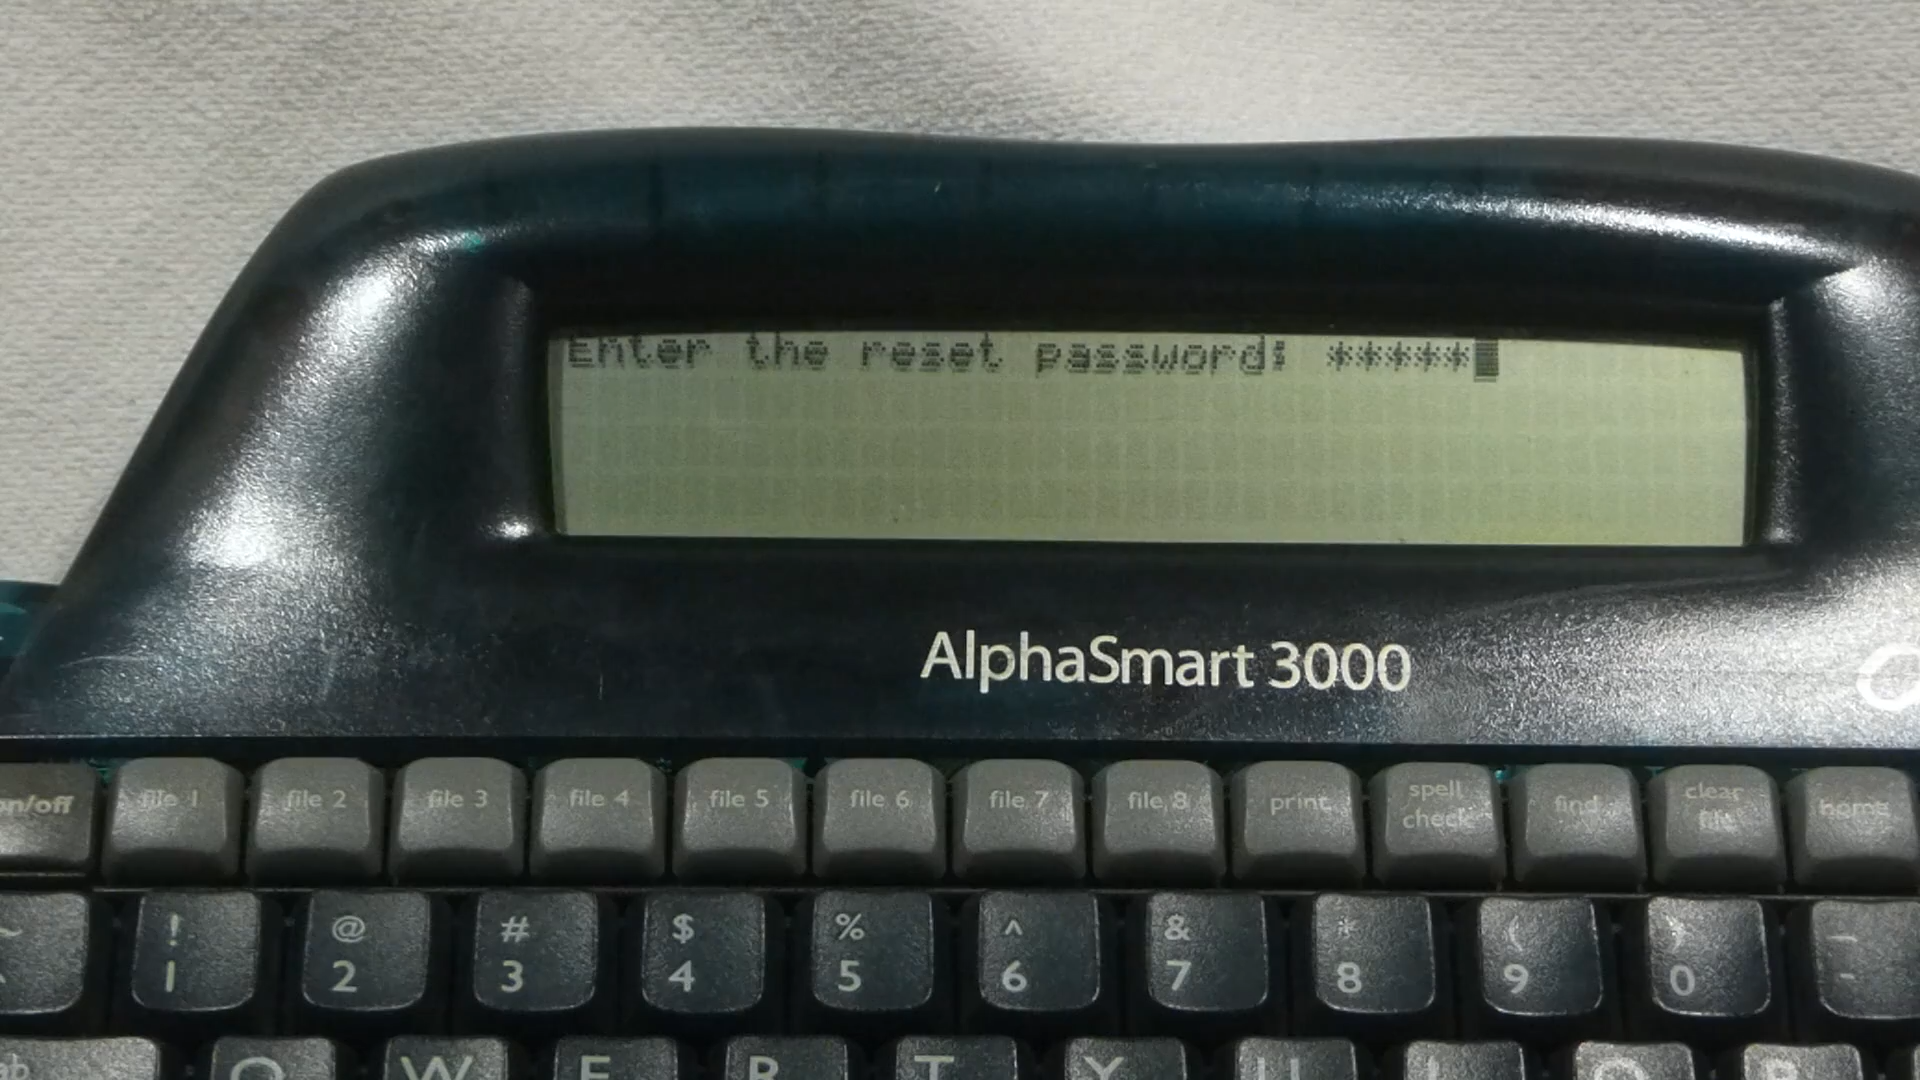 Enter the reset password: *****
AlphaSmart 3000
on/off file 1 file 2 file 3 file 4 file 5 file 6 file 7 file 8 print spell check find clear file home
~ ! @ # $ % ^ & * ( ) _
1 2 3 4 5 6 7 8 9 0 -
tab Q W E R T Y U I O P